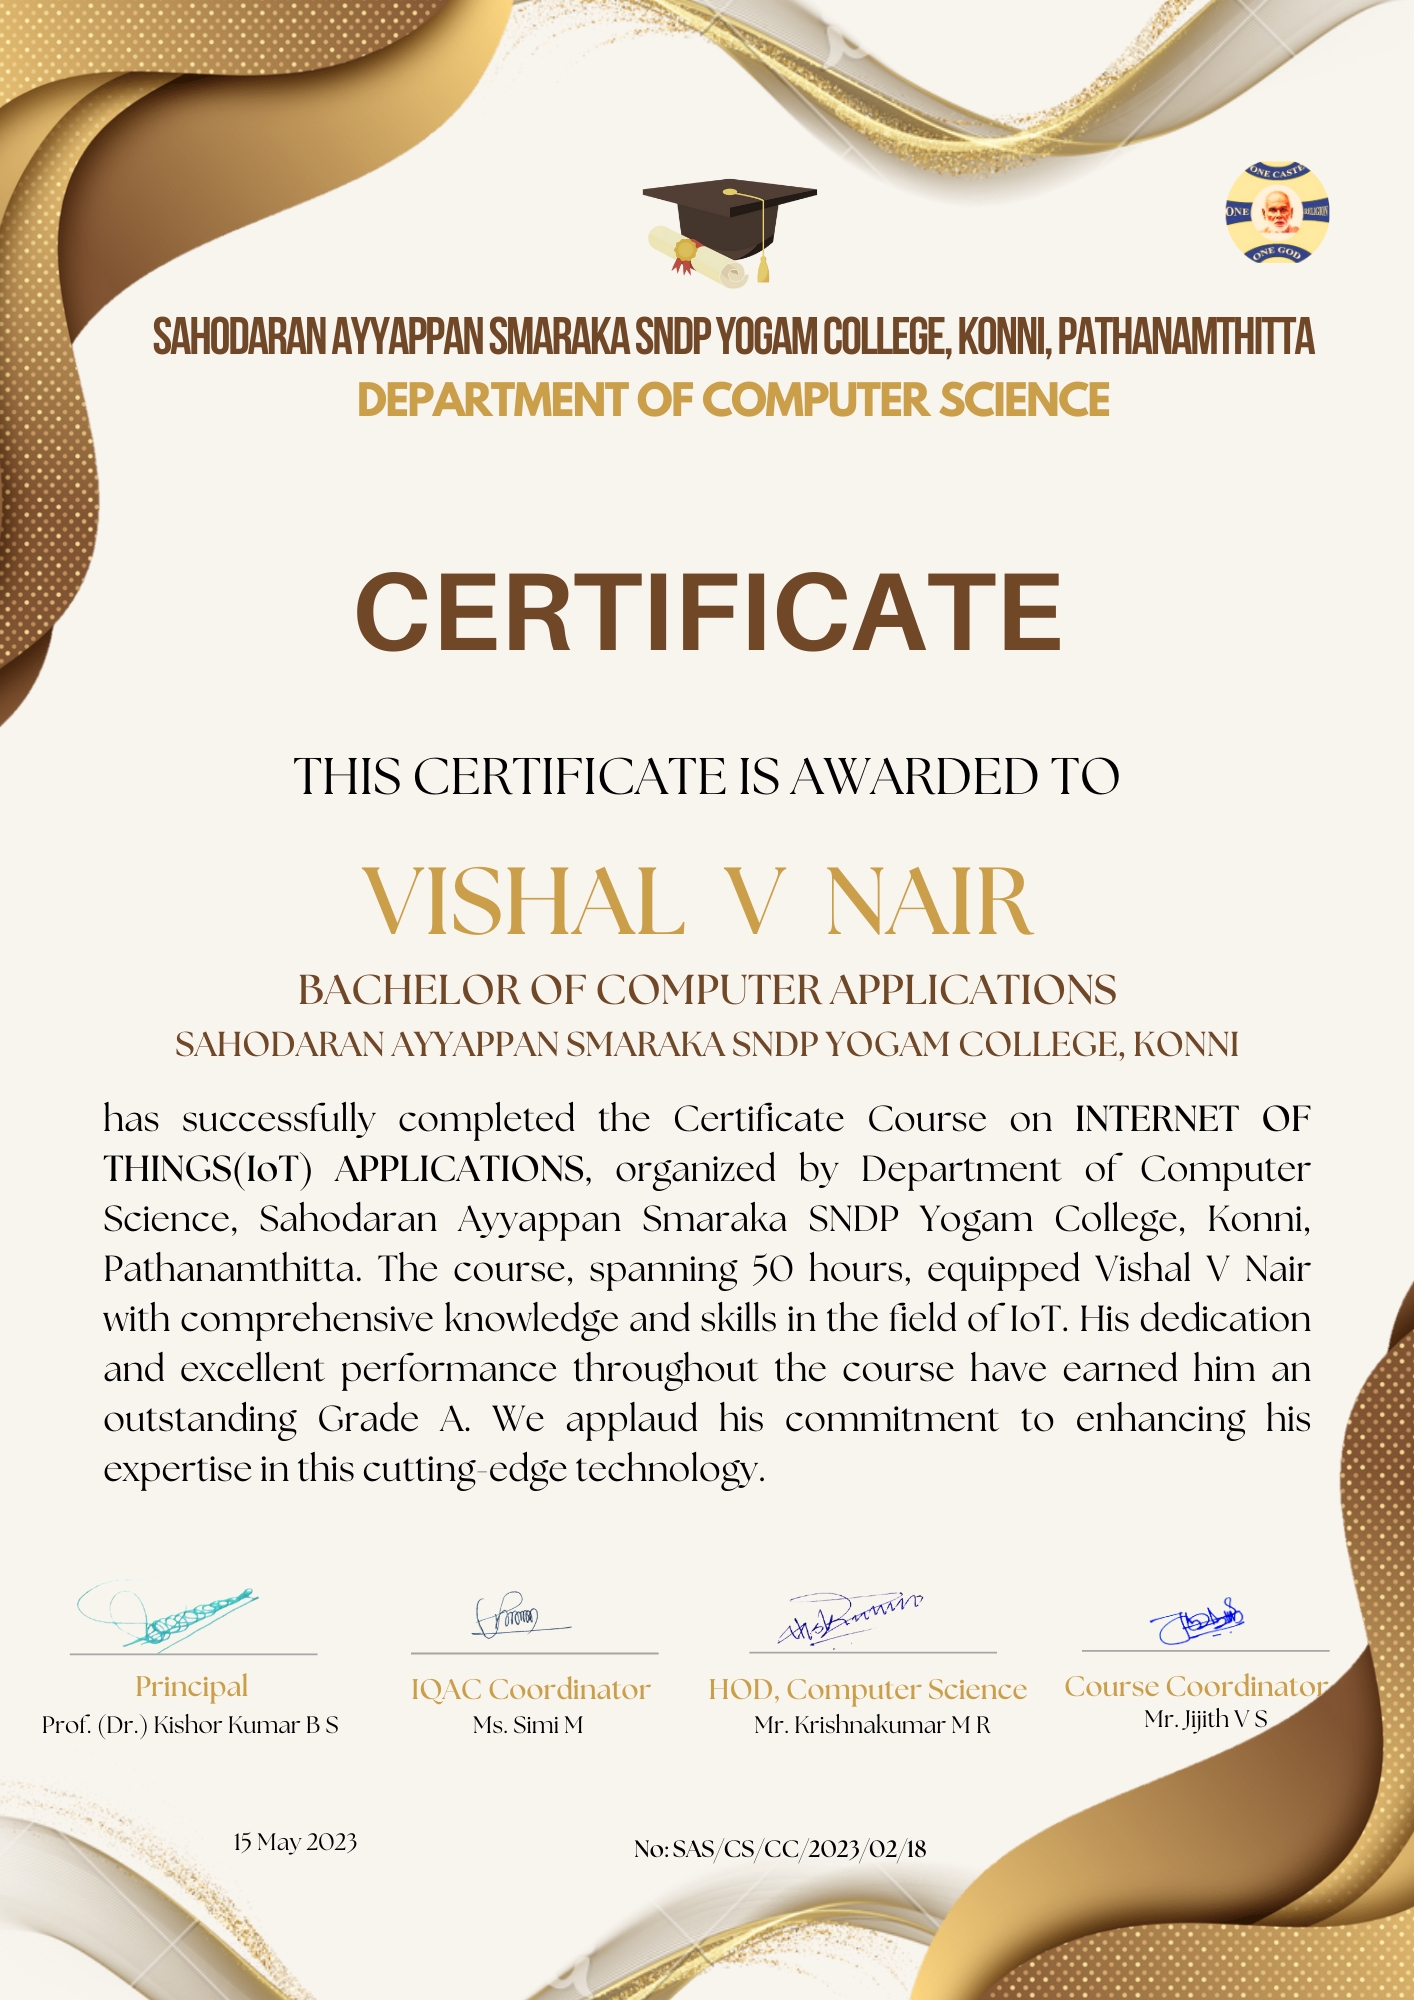 ONE CASTE
ONE RELIGION
ONE GOD
SAHODARAN AYYAPPAN SMARAKA SNDP YOGAM COLLEGE, KONNI, PATHANAMTHITTA
DEPARTMENT OF COMPUTER SCIENCE
CERTIFICATE
THIS CERTIFICATE IS AWARDED TO
VISHAL V NAIR
BACHELOR OF COMPUTER APPLICATIONS
SAHODARAN AYYAPPAN SMARAKA SNDP YOGAM COLLEGE, KONNI
has successfully completed the Certificate Course on INTERNET OF
THINGS(IoT) APPLICATIONS, organized by Department of Computer
Science, Sahodaran Ayyappan Smaraka SNDP Yogam College, Konni,
Pathanamthitta. The course, spanning 50 hours, equipped Vishal V Nair
with comprehensive knowledge and skills in the field of IoT. His dedication
and excellent performance throughout the course have earned him an
outstanding Grade A. We applaud his commitment to enhancing his
expertise in this cutting-edge technology.
Principal IQAC Coordinator HOD, Computer Science Course Coordinator
Prof. (Dr.) Kishor Kumar B S Ms. Simi M Mr. Krishnakumar M R Mr. Jijith V S
15 May 2023 No: SAS/CS/CC/2023/02/18